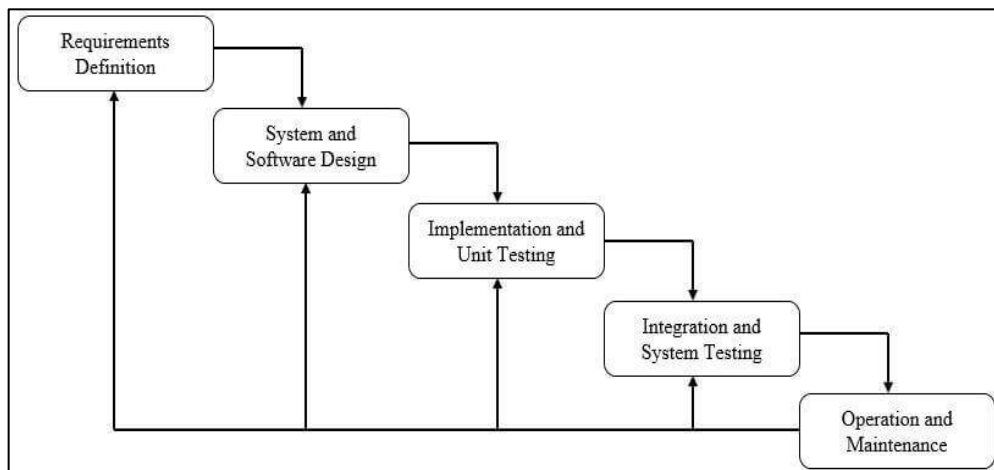 Requirements
Definition
System and
Software Design
Implementation and
Unit Testing
Integration and
System Testing
Operation and
Maintenance